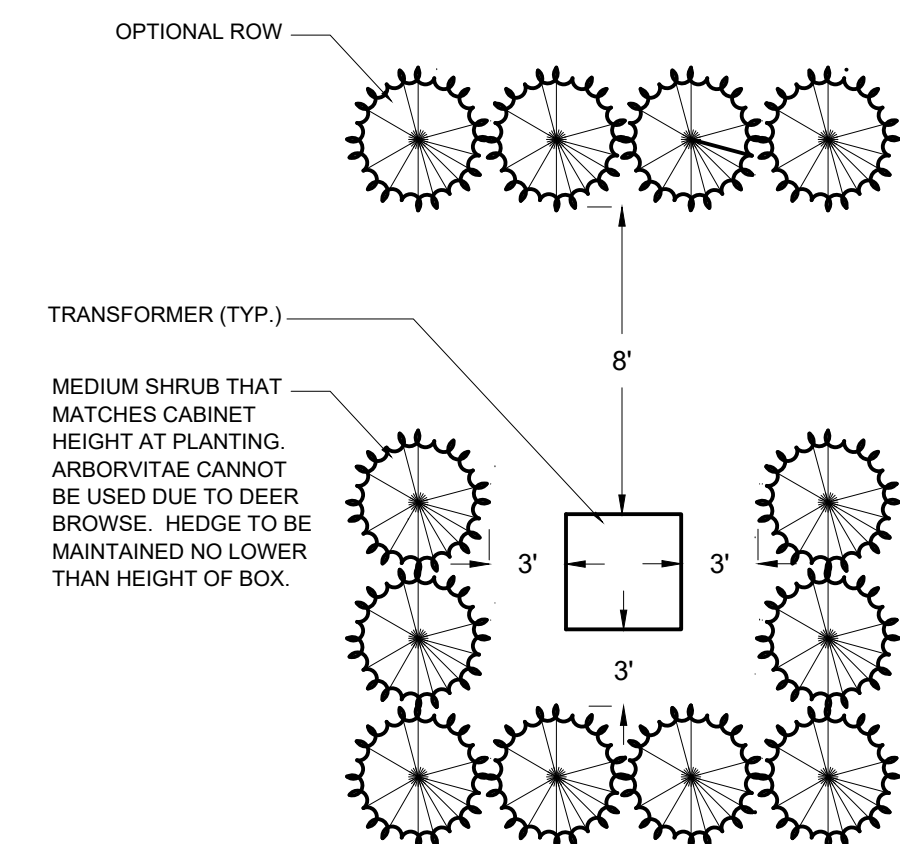 OPTIONAL ROW
TRANSFORMER (TYP.)
8'
MEDIUM SHRUB THAT
MATCHES CABINET
HEIGHT AT PLANTING.
ARBORVITAE CANNOT
BE USED DUE TO DEER
BROWSE.  HEDGE TO BE
MAINTAINED NO LOWER
THAN HEIGHT OF BOX.
3'
3'
3'